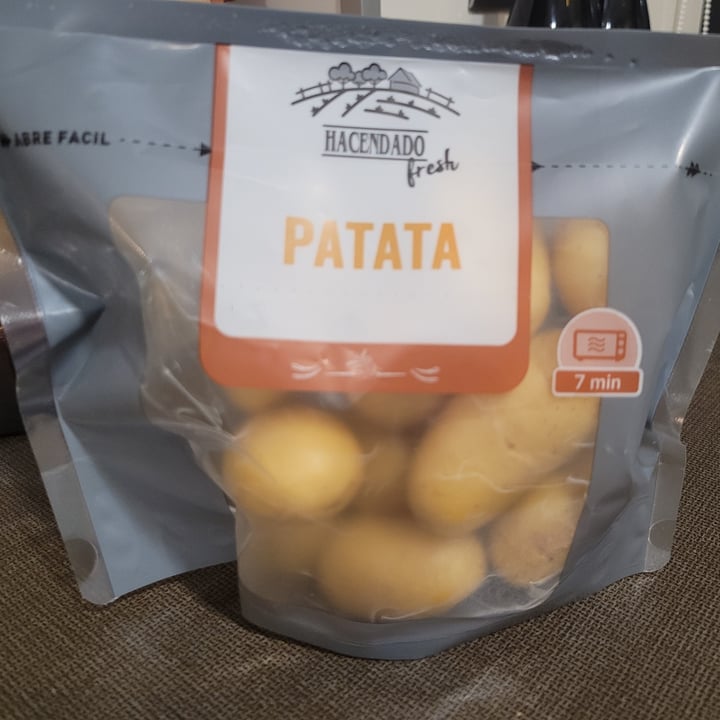 ABRE FACIL
HACENDADO
fresh
PATATA
7 min